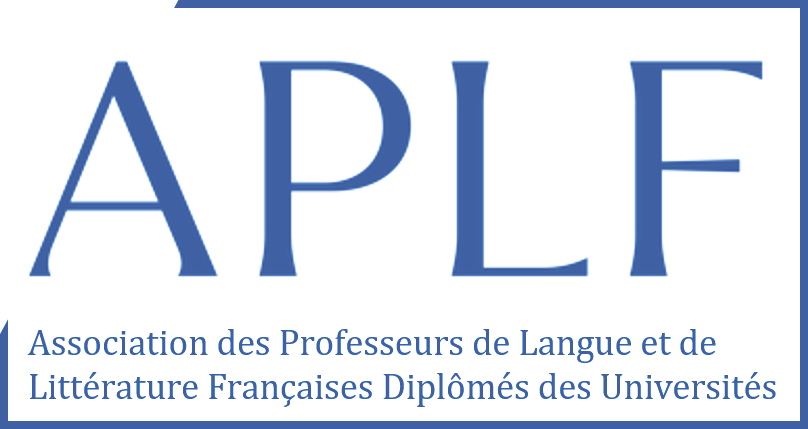 APLF
Association des Professeurs de Langue et de
Littérature Françaises Diplômés des Universités